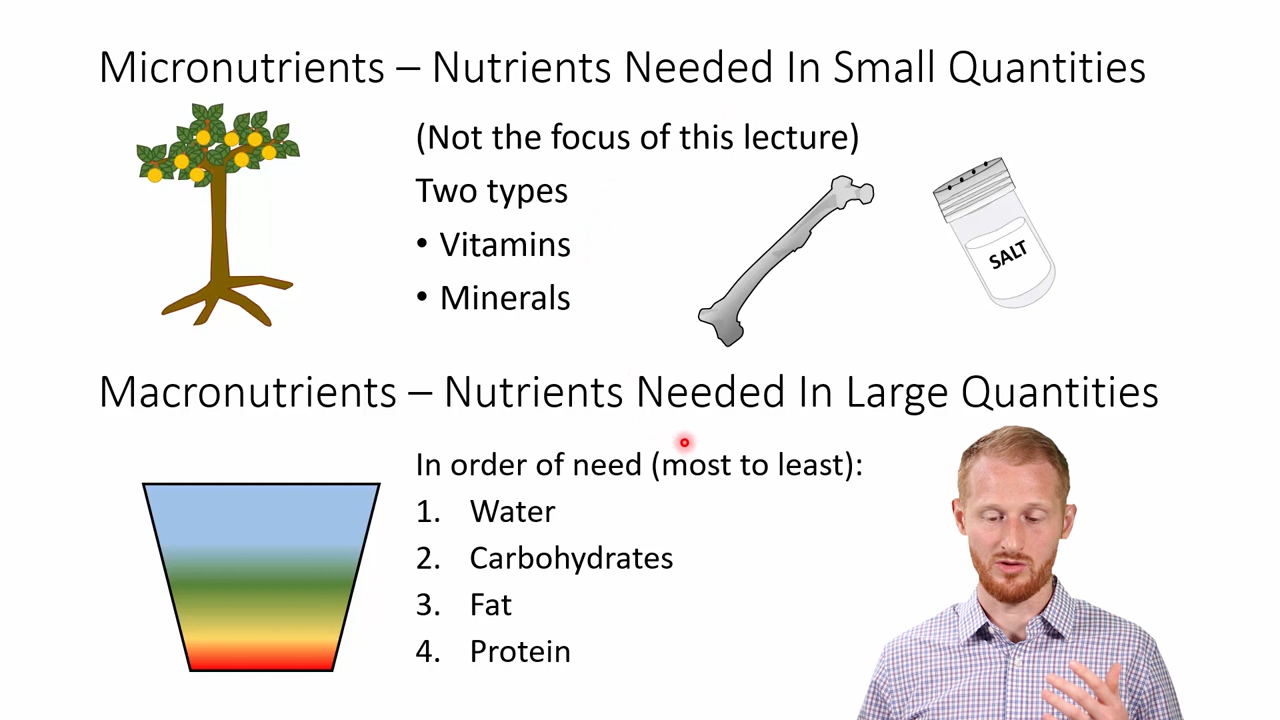 Micronutrients – Nutrients Needed In Small Quantities
(Not the focus of this lecture)
Two types
• Vitamins
• Minerals
SALT
Macronutrients – Nutrients Needed In Large Quantities
In order of need (most to least):
1. Water
2. Carbohydrates
3. Fat
4. Protein